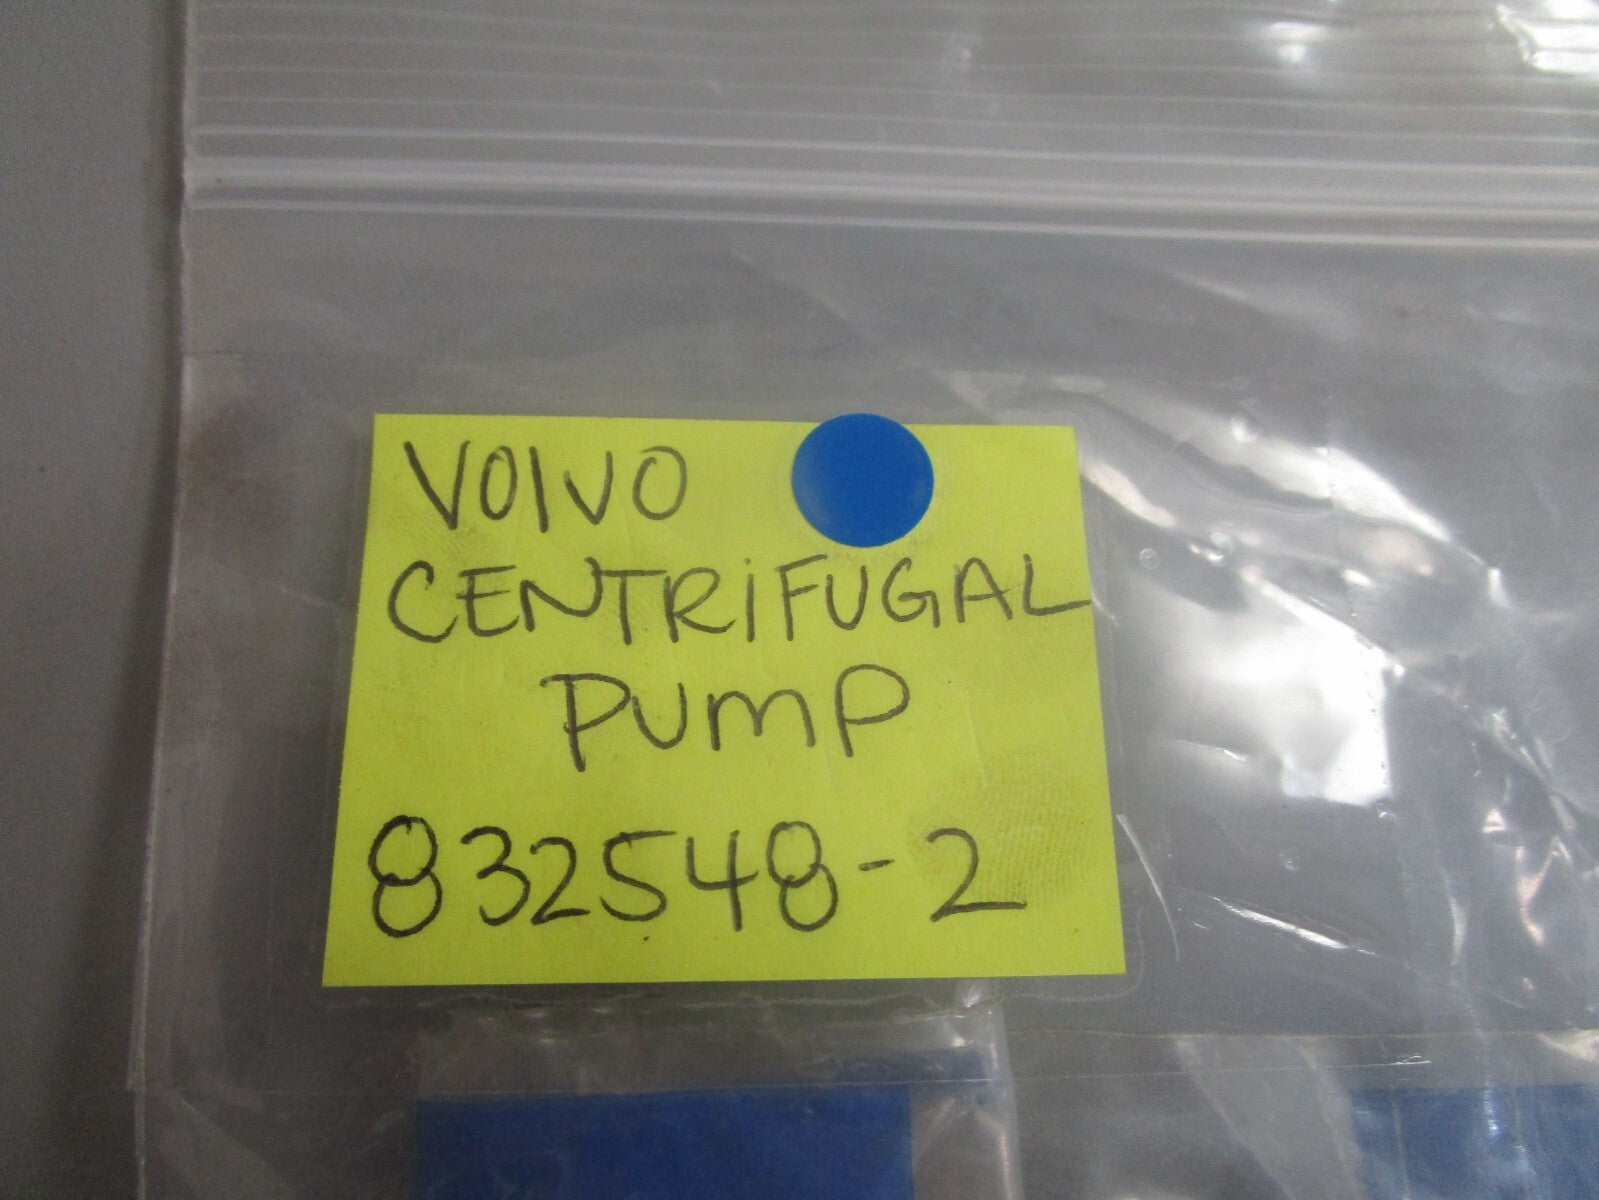 VOLVO
CENTRiFUGAL
PUMP
832548-2